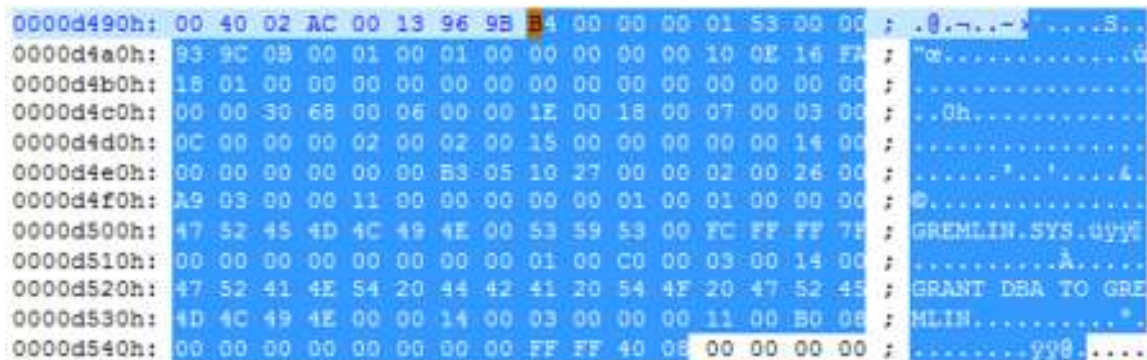 0000d490h: 00 40 02 AC 00 13 96 9B B4 00 00 00 01 53 00 00 ; .@.¬..–›´....S..
0000d4a0h: 93 9C 0B 00 01 00 01 00 00 00 00 00 10 0E 16 FA ; “œ.............ú
0000d4b0h: 18 01 00 00 00 00 00 00 00 00 00 00 00 00 00 00 ; ................
0000d4c0h: 00 00 30 68 00 06 00 00 1E 00 18 00 07 00 03 00 ; ..0h............
0000d4d0h: 0C 00 00 00 02 00 02 00 15 00 00 00 00 00 14 00 ; ................
0000d4e0h: 00 00 00 00 00 00 B3 05 10 27 00 00 02 00 26 00 ; ......³..'....&.
0000d4f0h: A9 03 00 00 11 00 00 00 00 00 01 00 01 00 00 00 ; ©...............
0000d500h: 47 52 45 4D 4C 49 4E 00 53 59 53 00 FC FF FF 7F ; GREMLIN.SYS.üÿÿ
0000d510h: 00 00 00 00 00 00 00 00 01 00 C0 00 03 00 14 00 ; ..........À.....
0000d520h: 47 52 41 4E 54 20 44 42 41 20 54 4F 20 47 52 45 ; GRANT DBA TO GRE
0000d530h: 4D 4C 49 4E 00 00 14 00 03 00 00 00 11 00 B0 08 ; MLIN..........°.
0000d540h: 00 00 00 00 00 00 00 00 FF FF 40 08 00 00 00 00 ; ........ÿÿ@.....